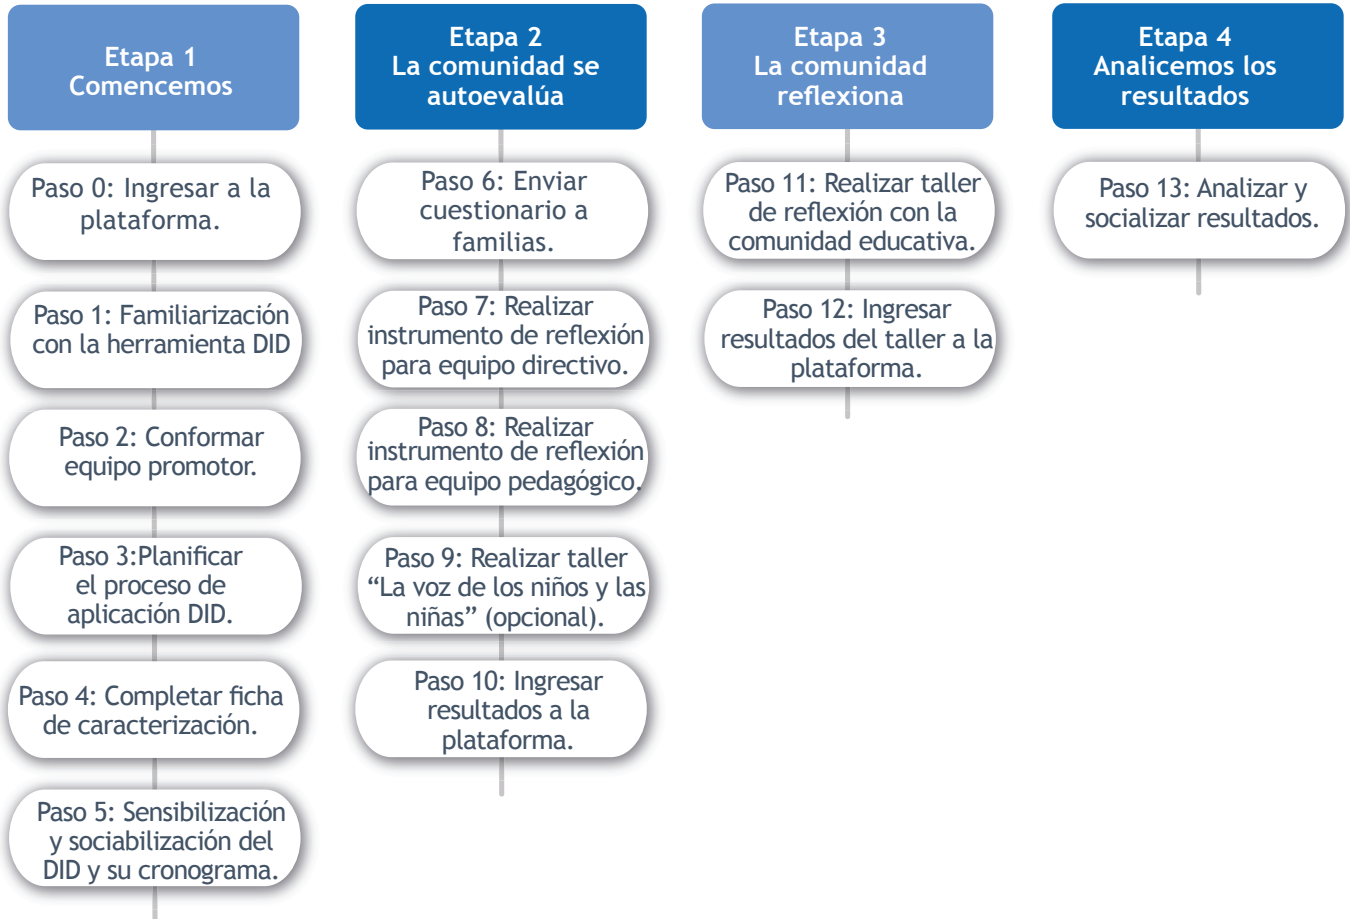 Etapa 1
Comencemos
Paso 0: Ingresar a la
plataforma.
Paso 1: Familiarización
con la herramienta DID
Paso 2: Conformar
equipo promotor.
Paso 3:Planificar
el proceso de
aplicación DID.
Paso 4: Completar ficha
de caracterización.
Paso 5: Sensibilización
y sociabilización del
DID y su cronograma.
Etapa 2
La comunidad se
autoevalúa
Paso 6: Enviar
cuestionario a
familias.
Paso 7: Realizar
instrumento de reflexión
para equipo directivo.
Paso 8: Realizar
instrumento de reflexión
para equipo pedagógico.
Paso 9: Realizar taller
“La voz de los niños y las
niñas” (opcional).
Paso 10: Ingresar
resultados a la
plataforma.
Etapa 3
La comunidad
reflexiona
Paso 11: Realizar taller
de reflexión con la
comunidad educativa.
Paso 12: Ingresar
resultados del taller a la
plataforma.
Etapa 4
Analicemos los
resultados
Paso 13: Analizar y
socializar resultados.